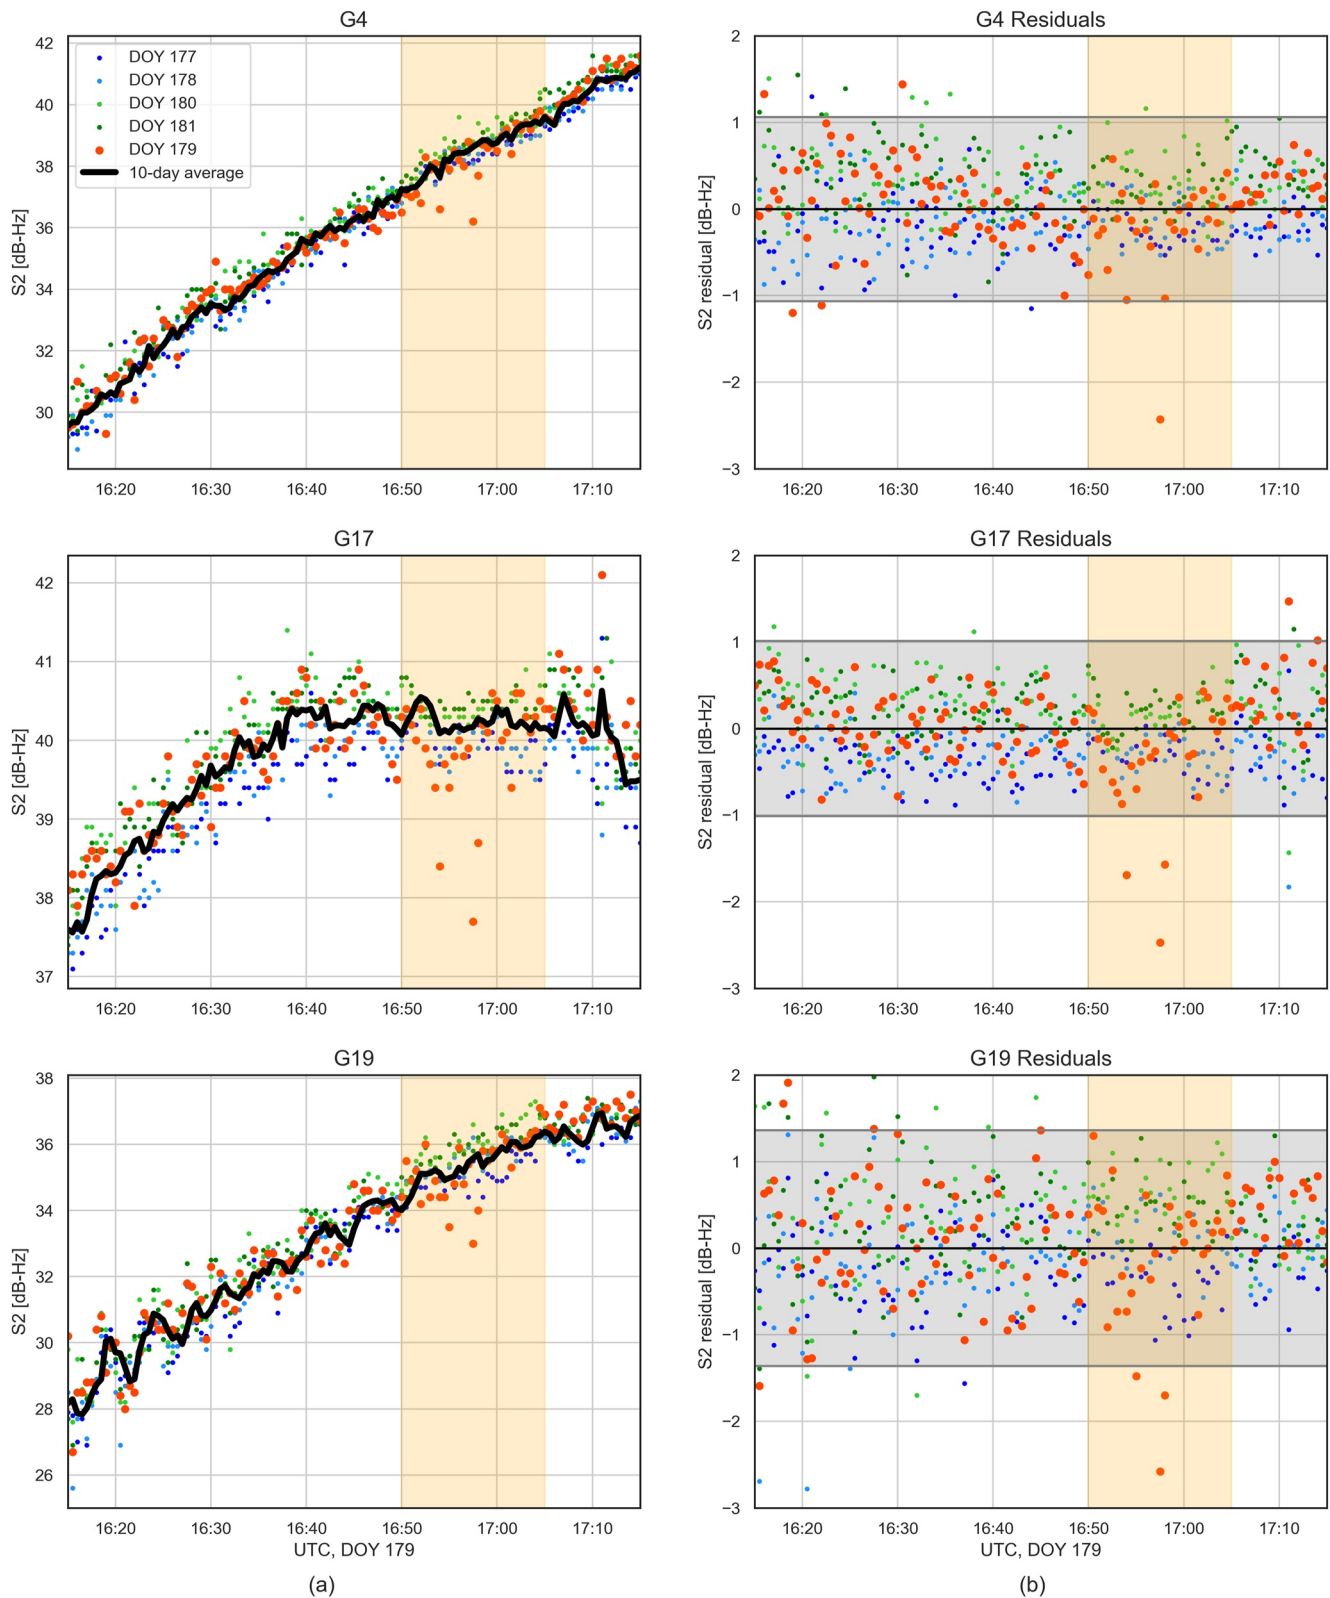 G4
42
40
38
36
34
32
30
S2 [dB-Hz]
DOY 177
DOY 178
DOY 180
DOY 181
DOY 179
10-day average
16:20 16:30 16:40 16:50 17:00 17:10
G4 Residuals
2
1
0
−1
−2
−3
S2 residual [dB-Hz]
16:20 16:30 16:40 16:50 17:00 17:10
G17
42
41
40
39
38
37
S2 [dB-Hz]
16:20 16:30 16:40 16:50 17:00 17:10
G17 Residuals
2
1
0
−1
−2
−3
S2 residual [dB-Hz]
16:20 16:30 16:40 16:50 17:00 17:10
G19
38
36
34
32
30
28
26
S2 [dB-Hz]
16:20 16:30 16:40 16:50 17:00 17:10
UTC, DOY 179
(a)
G19 Residuals
2
1
0
−1
−2
−3
S2 residual [dB-Hz]
16:20 16:30 16:40 16:50 17:00 17:10
UTC, DOY 179
(b)